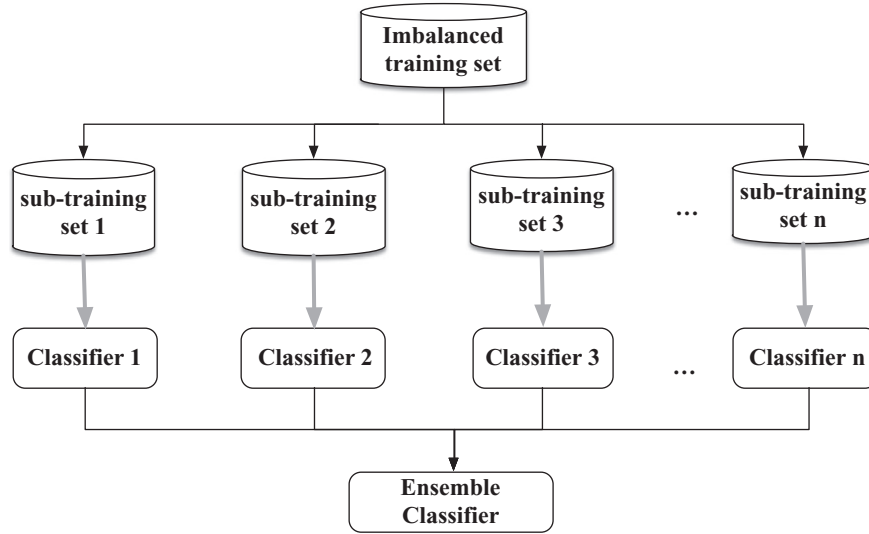 Imbalanced
training set
sub-training
set 1
sub-training
set 2
sub-training
set 3
...
sub-training
set n
Classifier 1
Classifier 2
Classifier 3
...
Classifier n
Ensemble
Classifier